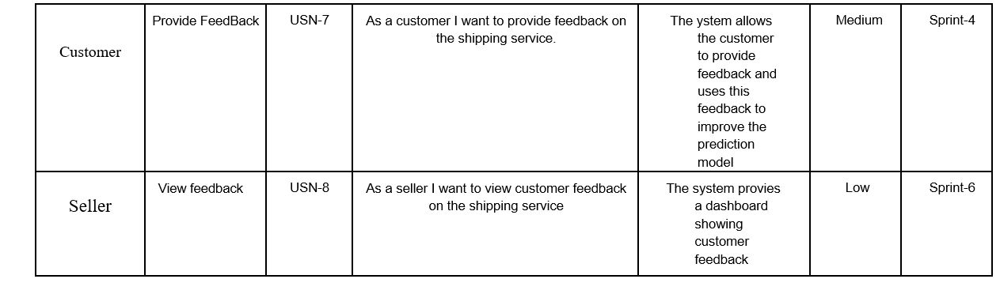 Customer
Provide FeedBack
USN-7
As a customer I want to provide feedback on
the shipping service.
The ystem allows
the customer
to provide
feedback and
uses this
feedback to
improve the
prediction
model
Medium
Sprint-4
Seller
View feedback
USN-8
As a seller I want to view customer feedback
on the shipping service
The system provies
a dashboard
showing
customer
feedback
Low
Sprint-6